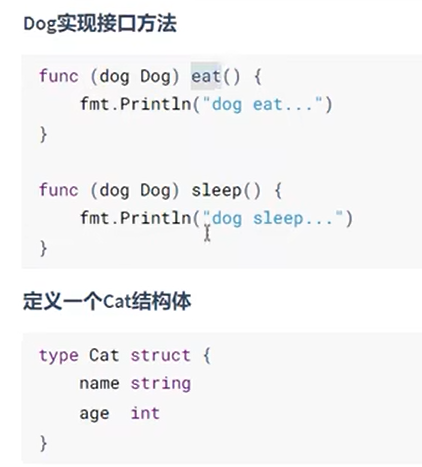 Dog实现接口方法
func (dog Dog) eat() {
    fmt.Println("dog eat...")
}
func (dog Dog) sleep() {
    fmt.Println("dog sleep...")
}
定义一个Cat结构体
type Cat struct {
    name string
    age  int
}